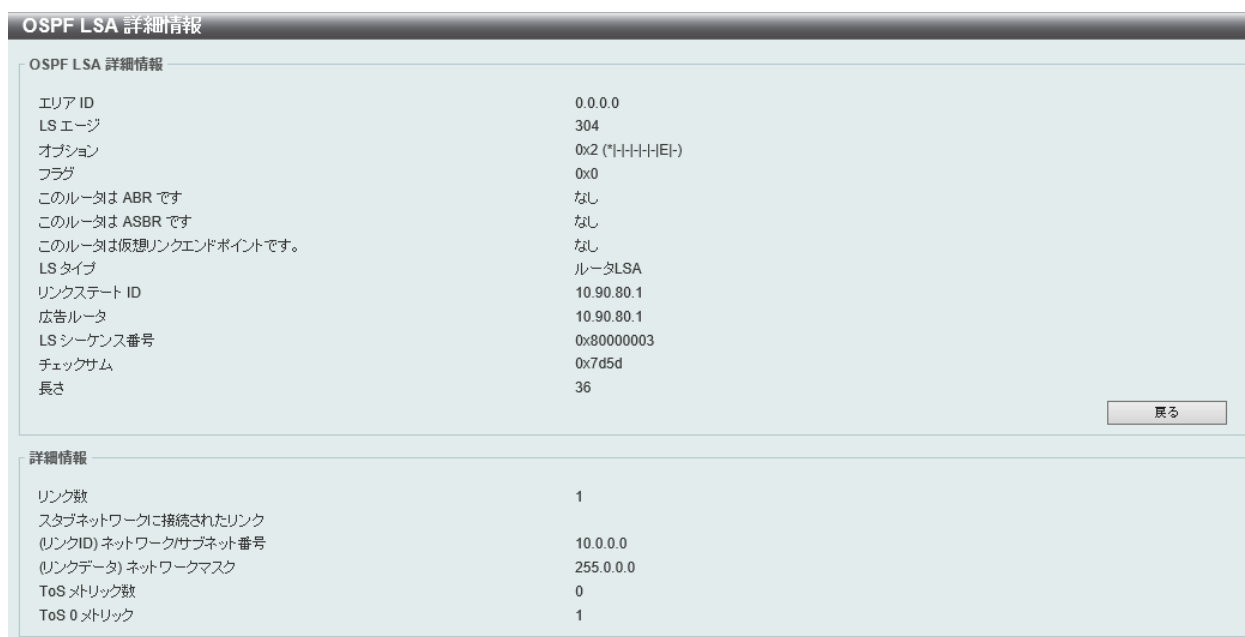 OSPF LSA 詳細情報
OSPF LSA 詳細情報
エリア ID 0.0.0.0
LS エージ 304
オプション 0x2 (*|-|-|-|-|-|E|-)
フラグ 0x0
このルータは ABR です なし
このルータは ASBR です なし
このルータは仮想リンクエンドポイントです。 なし
LS タイプ ルータLSA
リンクステート ID 10.90.80.1
広告ルータ 10.90.80.1
LS シーケンス番号 0x80000003
チェックサム 0x7d5d
長さ 36
戻る
詳細情報
リンク数 1
スタブネットワークに接続されたリンク
(リンクID) ネットワーク/サブネット番号 10.0.0.0
(リンクデータ) ネットワークマスク 255.0.0.0
ToS メトリック数 0
ToS 0 メトリック 1